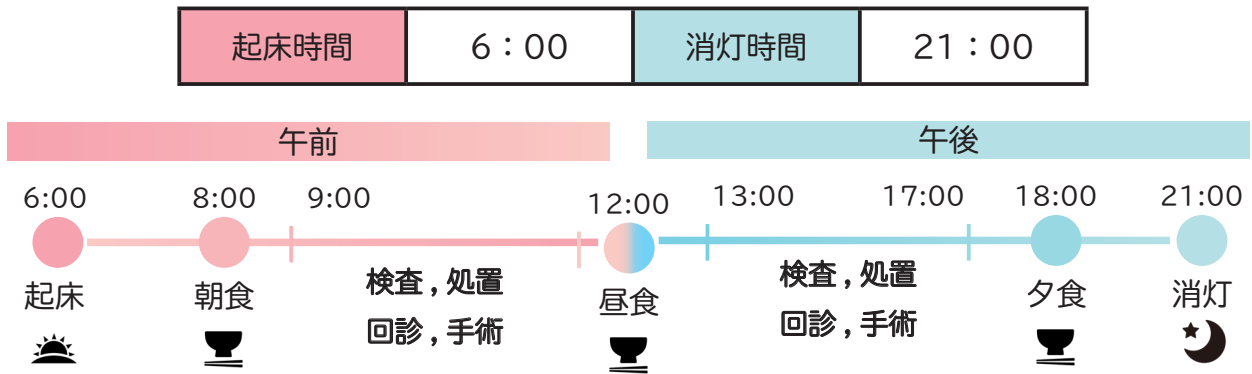 起床時間 6：00 消灯時間 21：00
午前 午後
6:00 8:00 9:00 12:00 13:00 17:00 18:00 21:00
検査 , 処置 検査 , 処置
起床 朝食 昼食 夕食 消灯
回診 , 手術 回診 , 手術